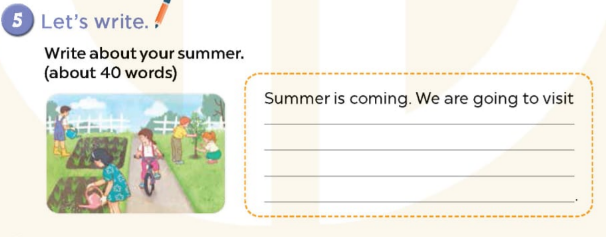 5 Let's write.
Write about your summer.
(about 40 words)
Summer is coming. We are going to visit
.